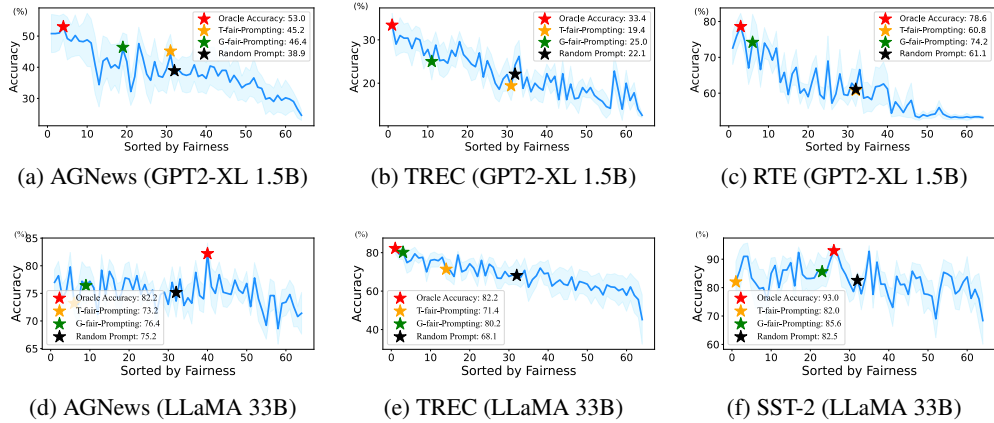 (%)
Accuracy
50
40
30
0 10 20 30 40 50 60
Sorted by Fairness
Oracle Accuracy: 53.0
T-fair-Prompting: 45.2
G-fair-Prompting: 46.4
Random Prompt: 38.9
(a) AGNews (GPT2-XL 1.5B)
(%)
Accuracy
30
20
0 10 20 30 40 50 60
Sorted by Fairness
Oracle Accuracy: 33.4
T-fair-Prompting: 19.4
G-fair-Prompting: 25.0
Random Prompt: 22.1
(b) TREC (GPT2-XL 1.5B)
(%)
Accuracy
80
70
60
0 10 20 30 40 50 60
Sorted by Fairness
Oracle Accuracy: 78.6
T-fair-Prompting: 60.8
G-fair-Prompting: 74.2
Random Prompt: 61.1
(c) RTE (GPT2-XL 1.5B)
(%)
Accuracy
85
80
75
70
65
0 10 20 30 40 50 60
Sorted by Fairness
Oracle Accuracy: 82.2
T-fair-Prompting: 73.2
G-fair-Prompting: 76.4
Random Prompt: 75.2
(d) AGNews (LLaMA 33B)
(%)
Accuracy
80
60
40
0 10 20 30 40 50 60
Sorted by Fairness
Oracle Accuracy: 82.2
T-fair-Prompting: 71.4
G-fair-Prompting: 80.2
Random Prompt: 68.1
(e) TREC (LLaMA 33B)
(%)
Accuracy
90
80
70
0 10 20 30 40 50 60
Sorted by Fairness
Oracle Accuracy: 93.0
T-fair-Prompting: 82.0
G-fair-Prompting: 85.6
Random Prompt: 82.5
(f) SST-2 (LLaMA 33B)